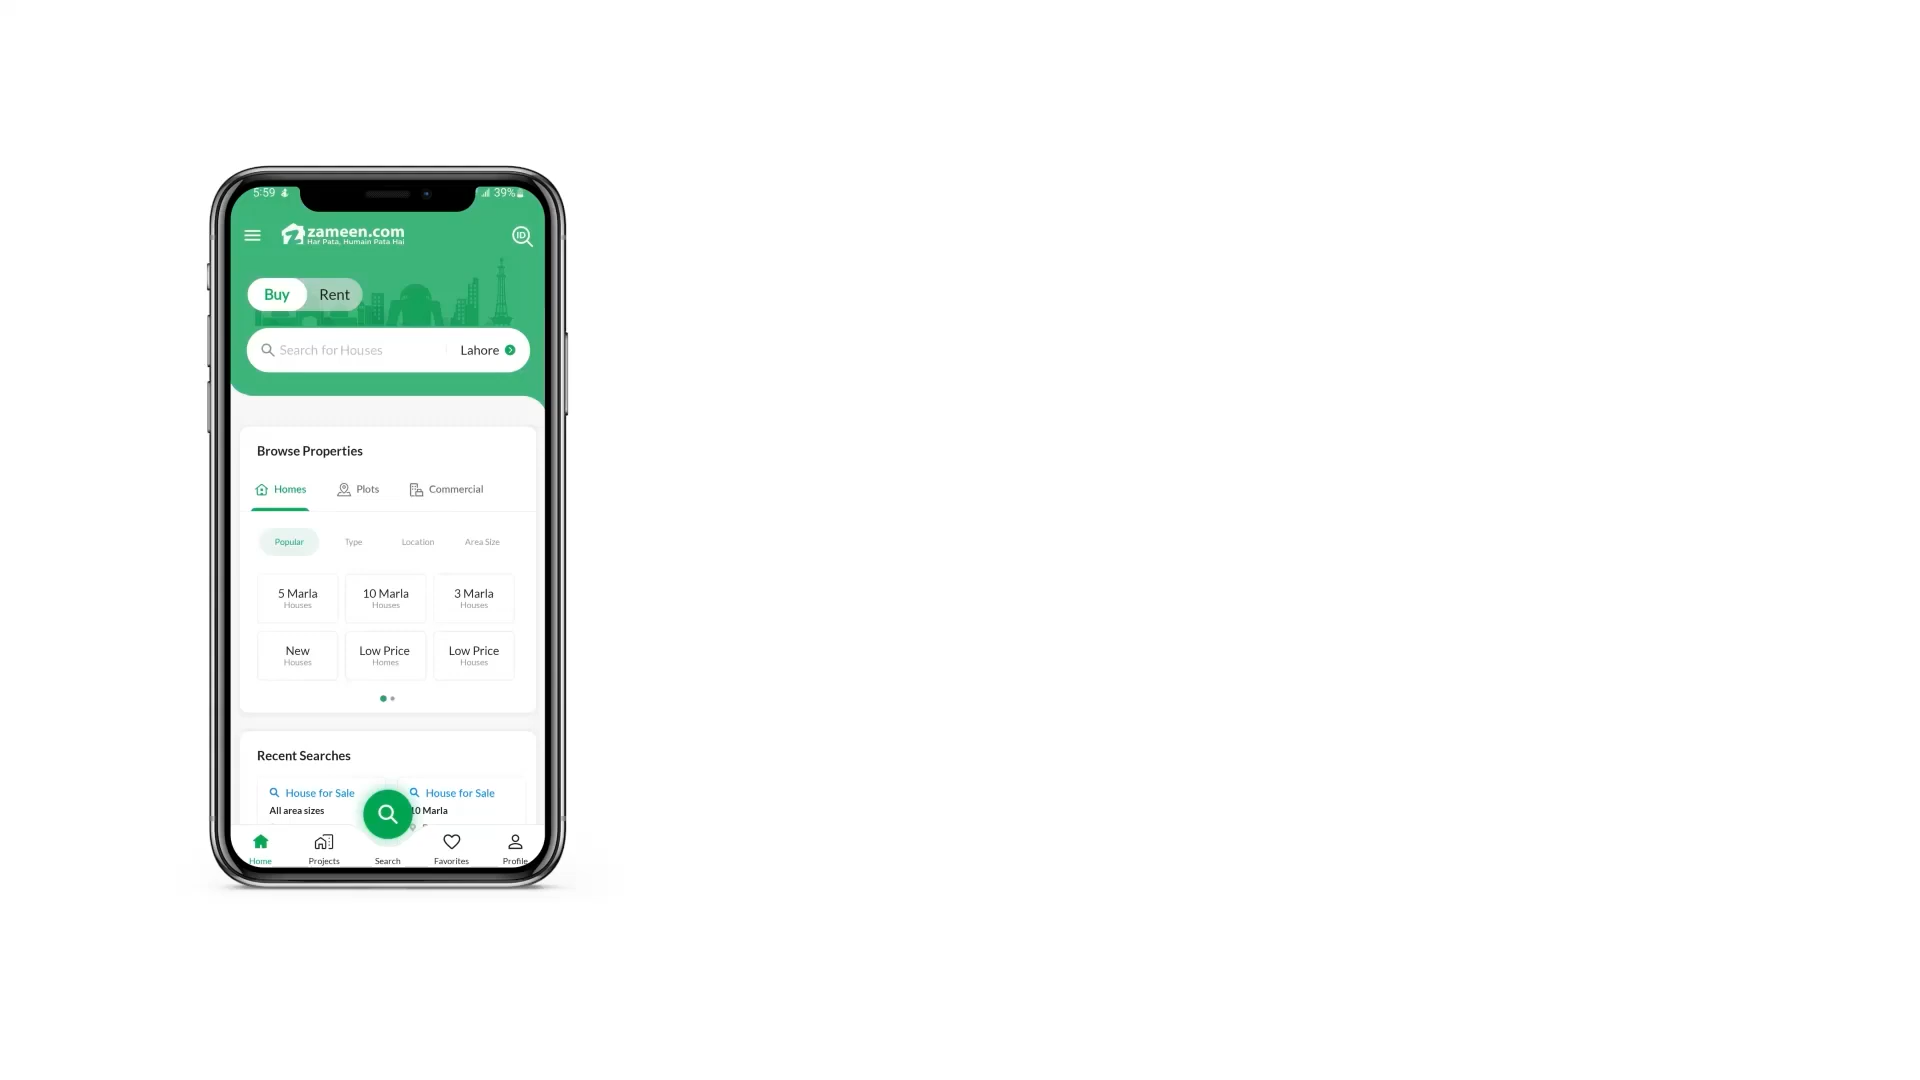 5:59
39%
zameen.com
Har Pata, Humain Pata Hai
ID
Buy Rent
Search for Houses Lahore
Browse Properties
Homes Plots Commercial
Popular Type Location Area Size
5 Marla 10 Marla 3 Marla
Houses Houses Houses
New Low Price Low Price
Houses Homes Houses
Recent Searches
House for Sale House for Sale
All area sizes 10 Marla
Home Projects Search Favorites Profile